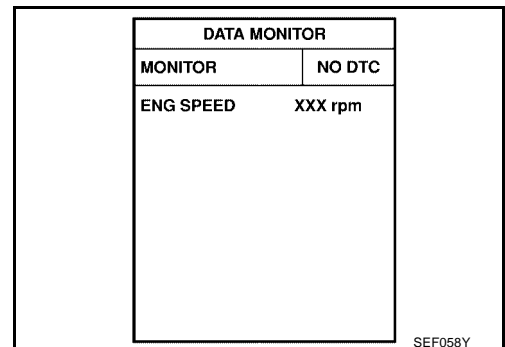 DATA MONITOR
MONITOR NO DTC
ENG SPEED XXX rpm
SEF058Y